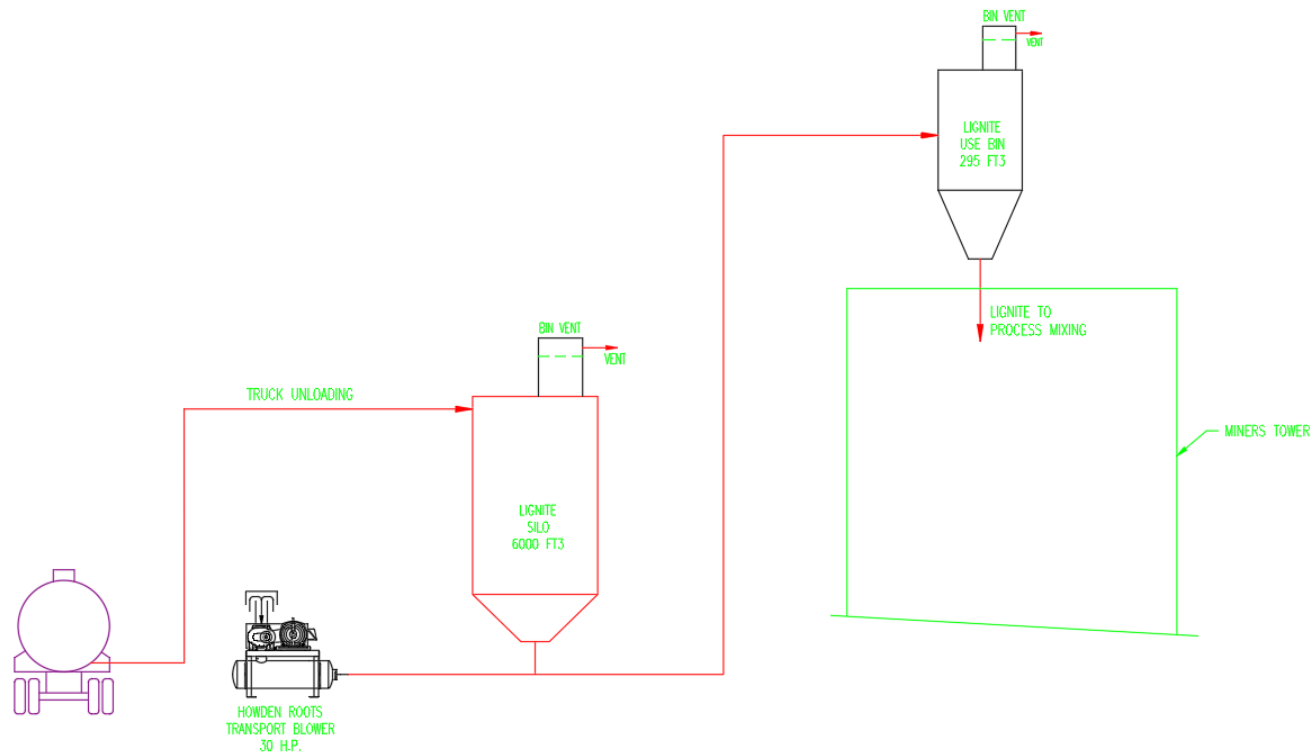 BIN VENT
VENT
LIGNITE
USE BIN
295 FT3
LIGNITE TO
PROCESS MIXING
BIN VENT
VENT
TRUCK UNLOADING
MINERS TOWER
LIGNITE
SILO
6000 FT3
HOWDEN ROOTS
TRANSPORT BLOWER
30 H.P.